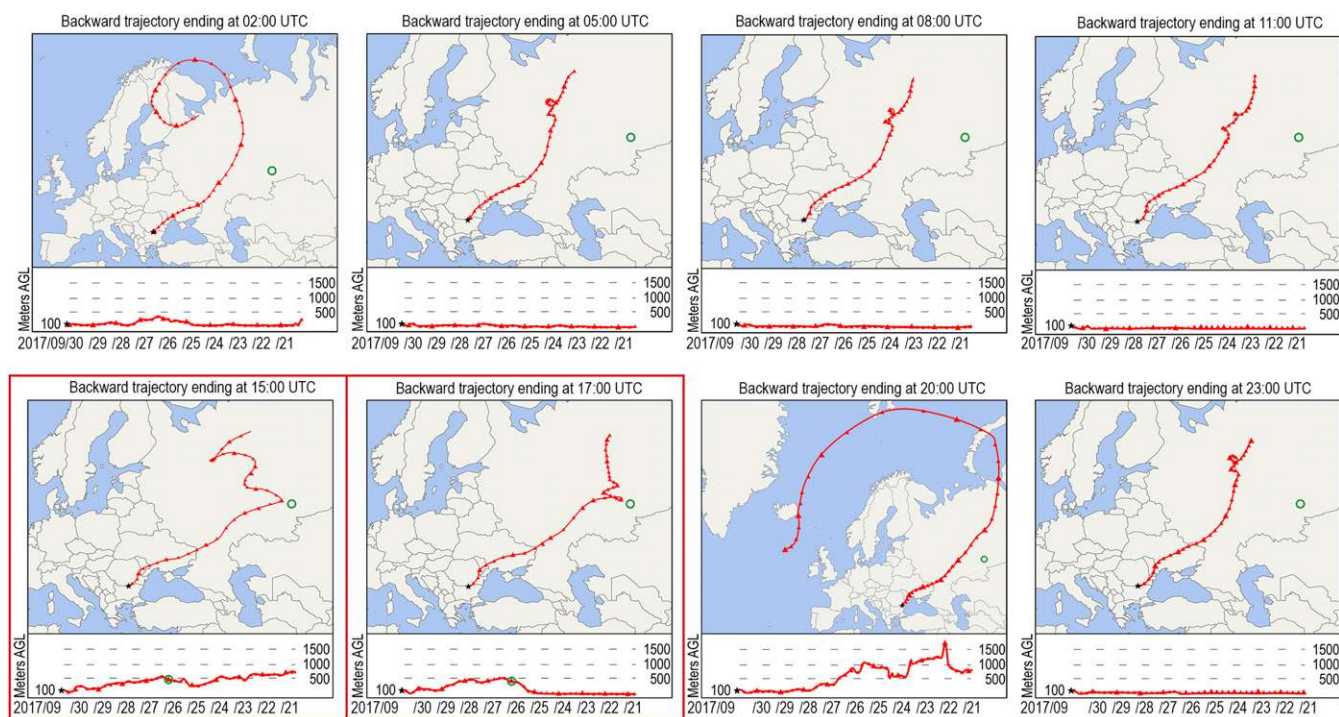 Backward trajectory ending at 02:00 UTC
Backward trajectory ending at 05:00 UTC
Backward trajectory ending at 08:00 UTC
Backward trajectory ending at 11:00 UTC
Meters AGL
1500
1000
500
100
2017/09/30 /29 /28 /27 /26 /25 /24 /23 /22 /21
Meters AGL
1500
1000
500
100
2017/09 /30 /29 /28 /27 /26 /25 /24 /23 /22 /21
Meters AGL
1500
1000
500
100
2017/09 /30 /29 /28 /27 /26 /25 /24 /23 /22 /21
Meters AGL
1500
1000
500
100
2017/09 /30 /29 /28 /27 /26 /25 /24 /23 /22 /21
Backward trajectory ending at 15:00 UTC
Backward trajectory ending at 17:00 UTC
Backward trajectory ending at 20:00 UTC
Backward trajectory ending at 23:00 UTC
Meters AGL
1500
1000
500
100
2017/09 /30 /29 /28 /27 /26 /25 /24 /23 /22 /21
Meters AGL
1500
1000
500
100
2017/09 /30 /29 /28 /27 /26 /25 /24 /23 /22 /21
Meters AGL
1500
1000
500
100
2017/09 /30 /29 /28 /27 /26 /25 /24 /23 /22 /21
Meters AGL
1500
1000
500
100
2017/09 /30 /29 /28 /27 /26 /25 /24 /23 /22 /21